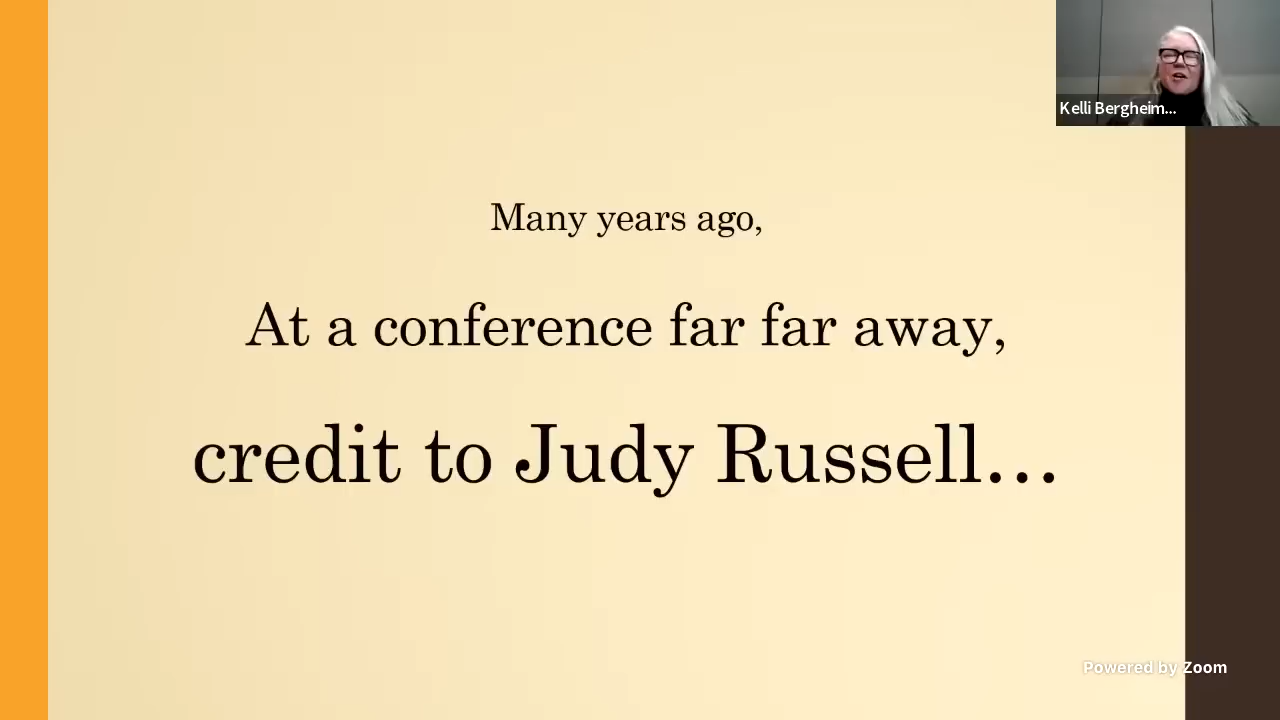 Kelli Bergheim...
Many years ago,
At a conference far far away,
credit to Judy Russell...
Powered by Zoom